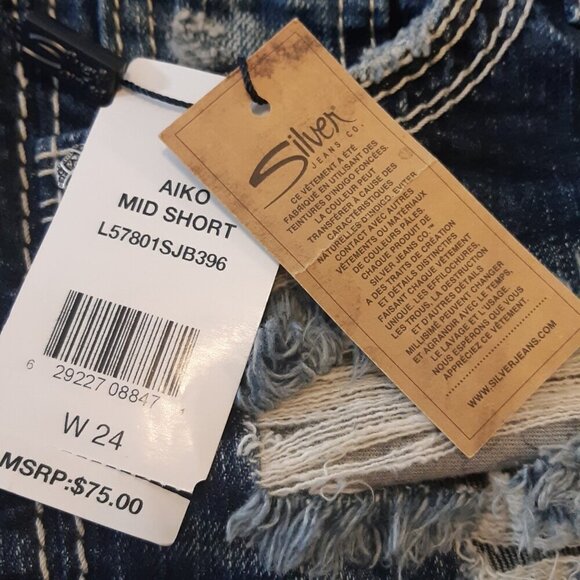 AIKO
MID SHORT
L57801SJB396
6 29227 08847 1
W 24
MSRP:$75.00
Silver
JEANS CO.
CE VÊTEMENT A ÉTÉ
FABRIQUÉ EN UTILISANT DES
TEINTURES D'INDIGO FONCÉES.
LA COULEUR PEUT
TRANSFÉRER À CAUSE DES
CARACTÉRISTIQUES
NATURELLES D'INDIGO. ÉVITER
CONTACT AVEC AUTRES
VÊTEMENTS OU MATÉRIAUX
DE COULEURS PÂLES.
CHAQUE PRODUIT DE
SILVER JEANS CO.™
A DES TRAITS DE CRÉATION
ET DÉTAILS DISTINCTIFS
FAISANT CHAQUE VÊTEMENT
UNIQUE. LES EFFILOCHURES,
LES TROUS, LA DESTRUCTION
ET D'AUTRES DÉTAILS
MILLISIME PEUVENT CHANGER
ET AGRANDIR AVEC LE TEMPS,
LE LAVAGE ET L'USAGE.
NOUS ESPÉRONS QUE VOUS
APPRÉCIEZ CE VÊTEMENT.
WWW.SILVERJEANS.COM